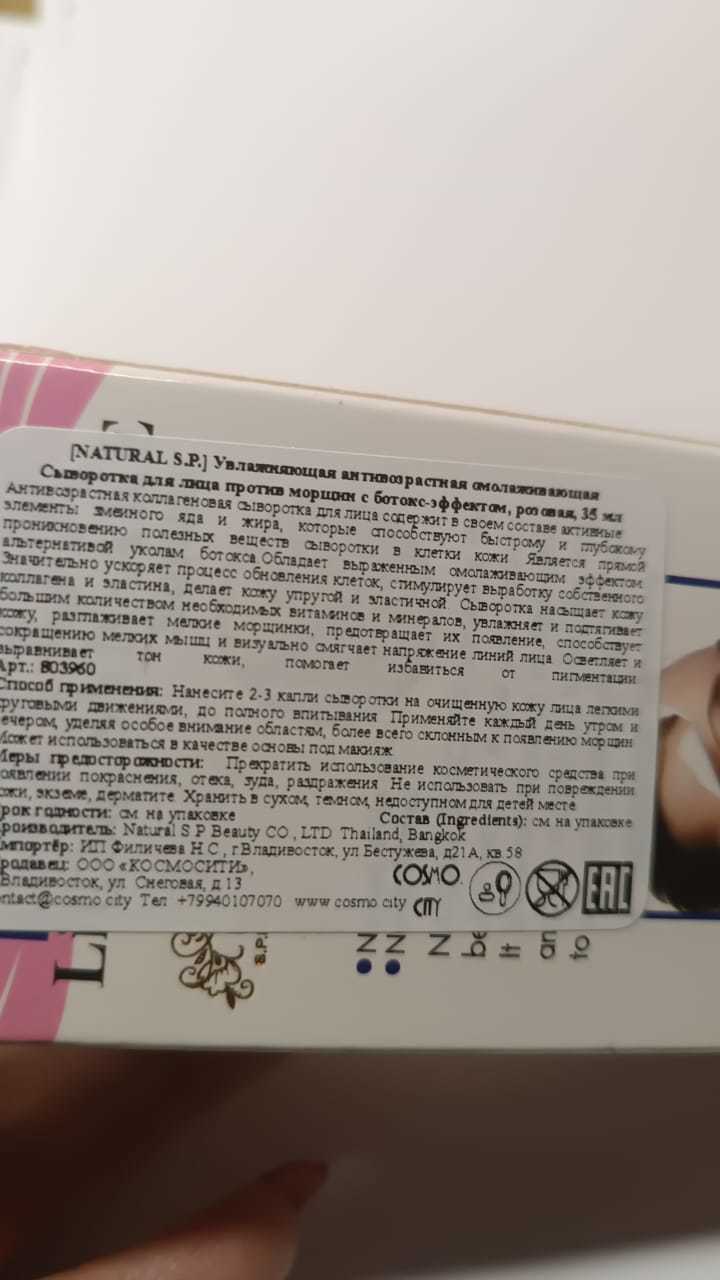 [NATURAL S.P.] Увлажняющая антивозрастная омолаживающая
Сыворотка для лица против морщин с ботокс-эффектом, розовая, 35 мл
Антивозрастная коллагеновая сыворотка для лица содержит в своем составе активные
элементы змеиного яда и жира, которые способствуют быстрому и глубокому
проникновению полезных веществ сыворотки в клетки кожи Является прямой
альтернативой уколам ботокса.Обладает выраженным омолаживающим эффектом.
Значительно ускоряет процесс обновления клеток, стимулирует выработку собственного
коллагена и эластина, делает кожу упругой и эластичной. Сыворотка насыщает кожу
большим количеством необходимых витаминов и минералов, увлажняет и подтягивает
кожу, разглаживает мелкие морщинки, предотвращает их появление, способствует
сокращению мелких мышц и визуально смягчает напряжение линий лица. Осветляет и
выравнивает тон кожи, помогает избавиться от пигментации.
Арт.: 803960
Способ применения: Нанесите 2-3 капли сыворотки на очищенную кожу лица легкими
круговыми движениями, до полного впитывания. Применяйте каждый день утром и
вечером, уделяя особое внимание областям, более всего склонным к появлению морщин.
Может использоваться в качестве основы под макияж.
Меры предосторожности: Прекратить использование косметического средства при
появлении покраснения, отека, зуда, раздражения. Не использовать при повреждении
кожи, экземе, дерматите. Хранить в сухом, темном, недоступном для детей месте.
Срок годности: см на упаковке Состав (Ingredients): см на упаковке
Производитель: Natural S P Beauty CO., LTD Thailand, Bangkok
Импортёр: ИП Филичева Н.С., г.Владивосток, ул Бестужева, д21А, кв 58
Продавец: ООО «КОСМОСИТИ»,
Владивосток, ул Снеговая, д 13
ontact@cosmo.city Тел: +79940107070 www.cosmo.city
COSMO.
CITY
EAC
S.P.
N
N
N
be
It
an
to